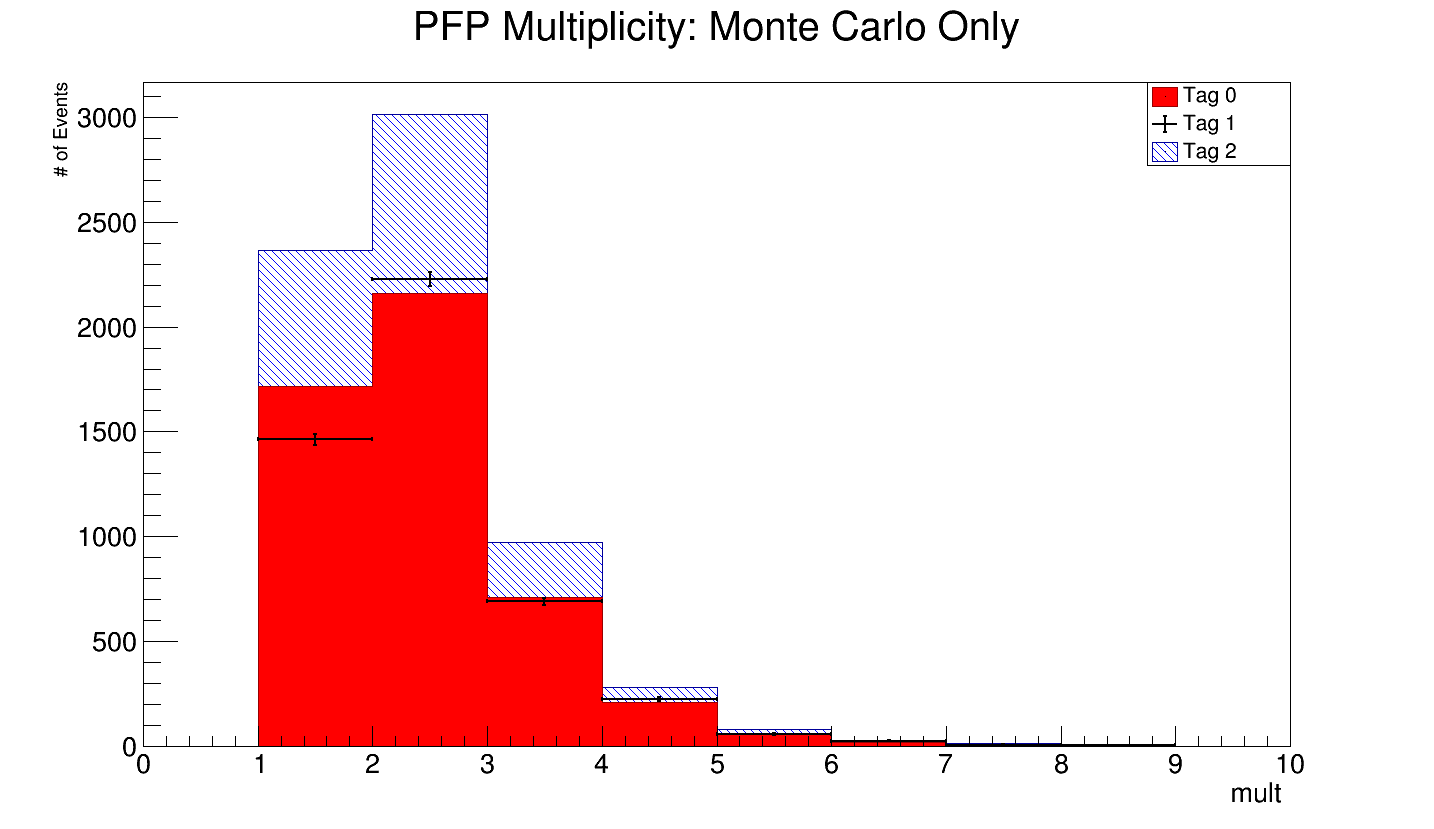 PFP Multiplicity: Monte Carlo Only
# of Events
3000
2500
2000
1500
1000
500
0
Tag 0
Tag 1
Tag 2
0 1 2 3 4 5 6 7 8 9 10
mult